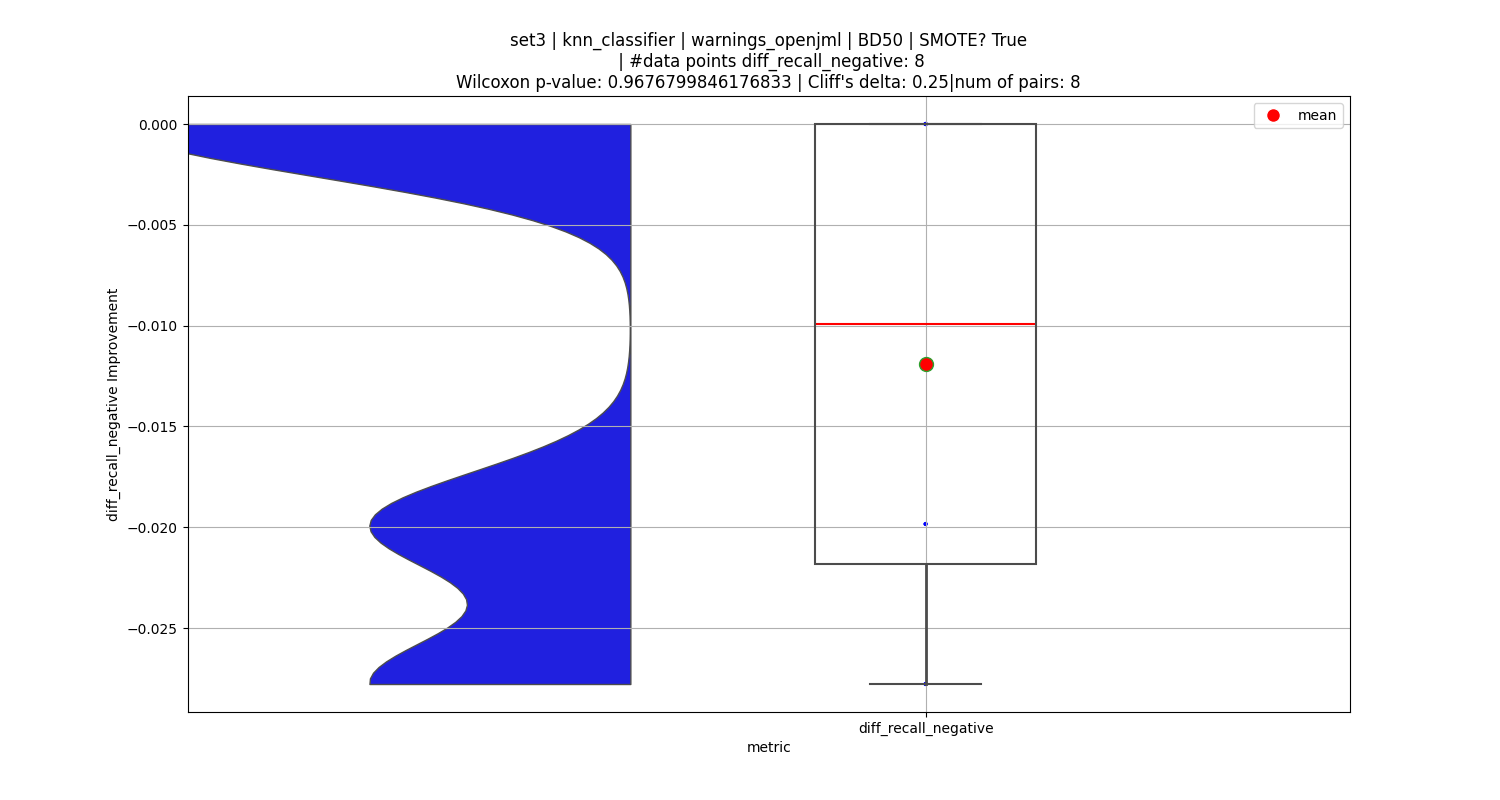 set3 | knn_classifier | warnings_openjml | BD50 | SMOTE? True
| #data points diff_recall_negative: 8
Wilcoxon p-value: 0.9676799846176833 | Cliff's delta: 0.25|num of pairs: 8
mean
0.000
−0.005
−0.010
−0.015
−0.020
−0.025
diff_recall_negative Improvement
diff_recall_negative
metric